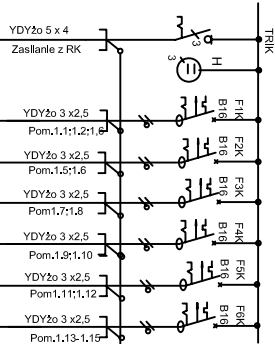 YDYżo 5 x 4
Zasllanie z RK
3
TRIK
3
H
YDYżo 3 x2,5
Pom.1.1;1.2;1.6
F1K
B16
YDYżo 3 x2,5
Pom.1.5;1.6
F2K
B16
YDYżo 3 x2,5
Pom1.7;1.8
F3K
B16
YDYżo 3 x2,5
Pom.1.9;1.10
F4K
B16
YDYżo 3 x2,5
Pom1.11;1.12
F5K
B16
YDYżo 3 x2,5
Pom.1.13-1.15
F6K
B16